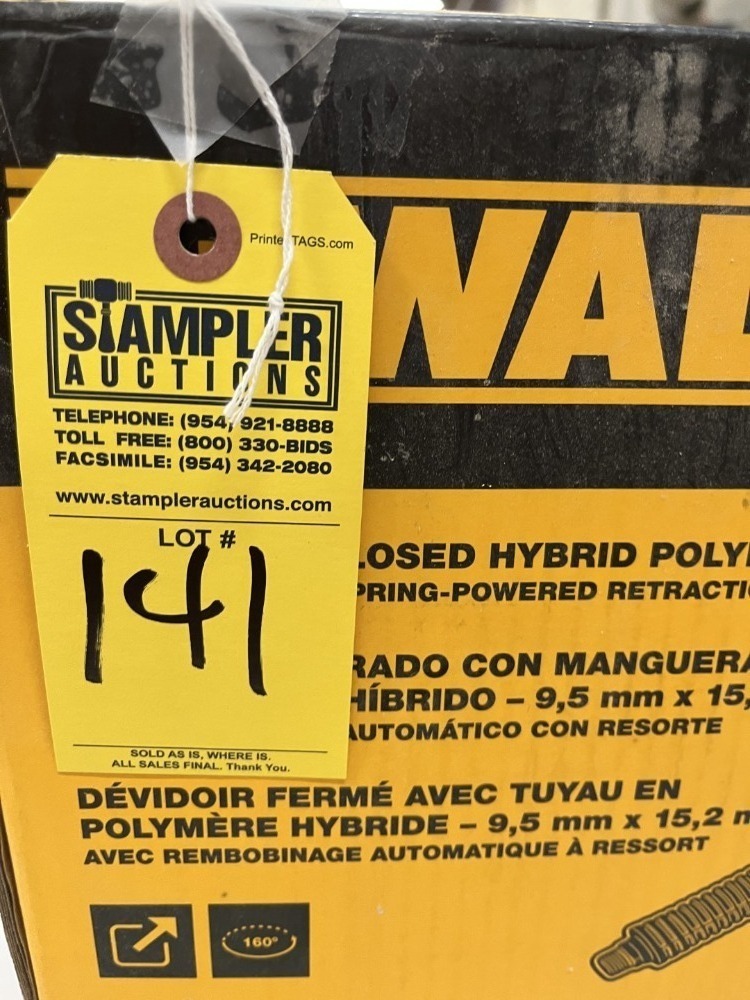 Printe TAGS.com
STAMPLER
AUCTIONS
TELEPHONE: (954) 921-8888
TOLL FREE: (800) 330-BIDS
FACSIMILE: (954) 342-2080
www.stamplerauctions.com
LOT #
141
SOLD AS IS, WHERE IS.
ALL SALES FINAL. Thank You.
WAL
LOSED HYBRID POLY
PRING-POWERED RETRACTI
RADO CON MANGUERA
HÍBRIDO – 9,5 mm x 15,
AUTOMÁTICO CON RESORTE
DÉVIDOIR FERMÉ AVEC TUYAU EN
POLYMÈRE HYBRIDE – 9,5 mm x 15,2 m
AVEC REMBOBINAGE AUTOMATIQUE À RESSORT
160°